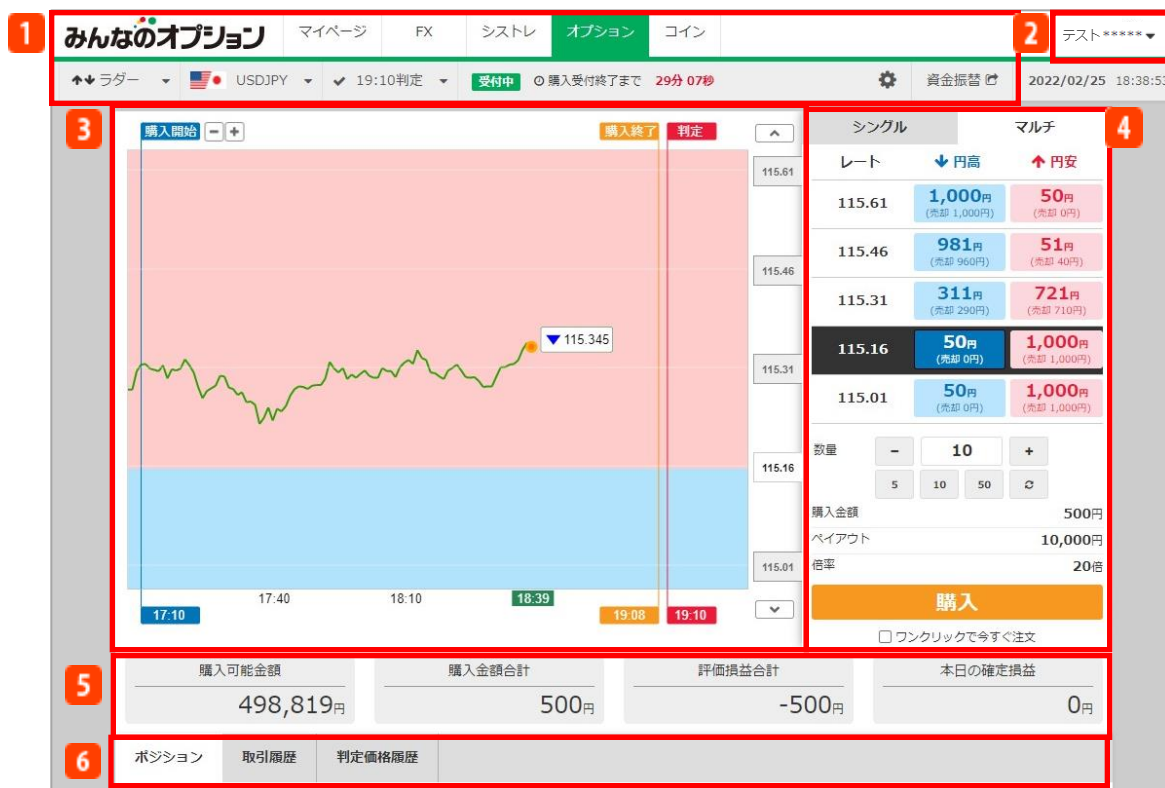 1
みんなのオプション マイページ FX シストレ オプション コイン
2
テスト*****
ラダー USDJPY 19:10判定 受付中 購入受付終了まで 29分 07秒 資金振替 2022/02/25 18:38:53
3
購入開始 - + 購入終了 判定
115.61
115.46
115.345
115.31
115.16
115.01
17:40 18:10 18:39
17:10 19:08 19:10
4
シングル マルチ
レート 円高 円安
115.61 1,000円 50円
(売却 1,000円) (売却 0円)
115.46 981円 51円
(売却 960円) (売却 40円)
115.31 311円 721円
(売却 290円) (売却 710円)
115.16 50円 1,000円
(売却 0円) (売却 1,000円)
115.01 50円 1,000円
(売却 0円) (売却 1,000円)
数量 - 10 +
5 10 50
購入金額 500円
ペイアウト 10,000円
倍率 20倍
購入
ワンクリックで今すぐ注文
5
購入可能金額 購入金額合計 評価損益合計 本日の確定損益
498,819円 500円 -500円 0円
6
ポジション 取引履歴 判定価格履歴